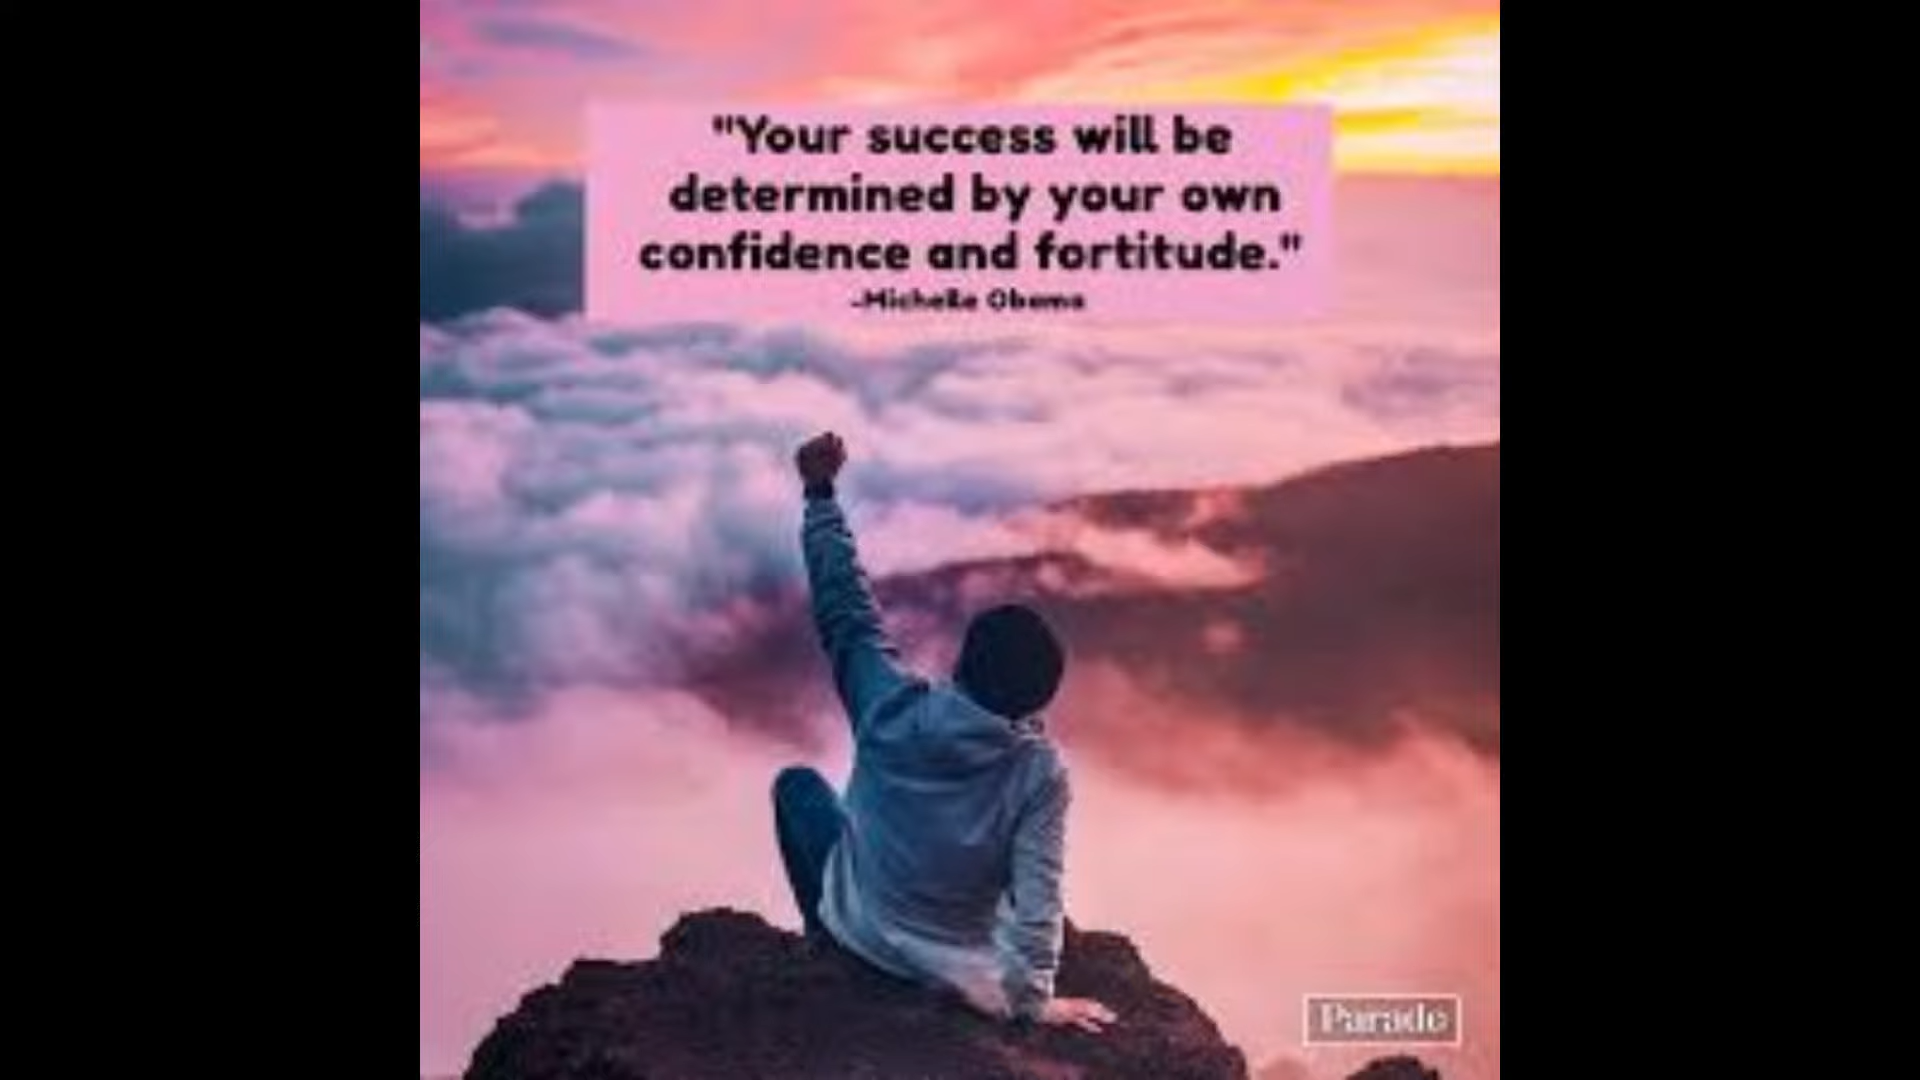 "Your success will be
determined by your own
confidence and fortitude."
-Michelle Obama
Parade